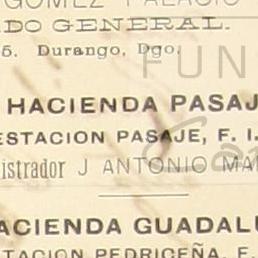 GOMEZ PALACIO
DO GENERAL.
5. Durango, Dgo.
FUN
HACIENDA PASAJ
ESTACION PASAJE, F. I.
istrador J ANTONIO MA
ACIENDA GUADALU
TACION PEDRICEÑA, F.